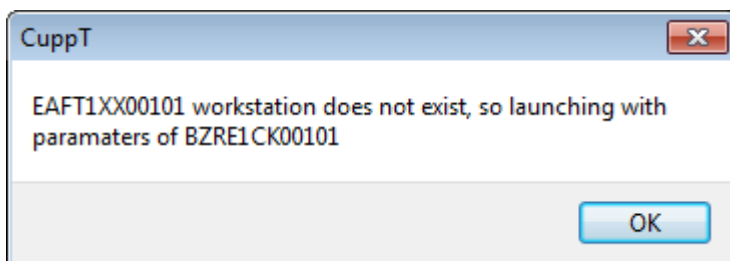 CuppT
EAFT1XX00101 workstation does not exist, so launching with
paramaters of BZRE1CK00101
OK